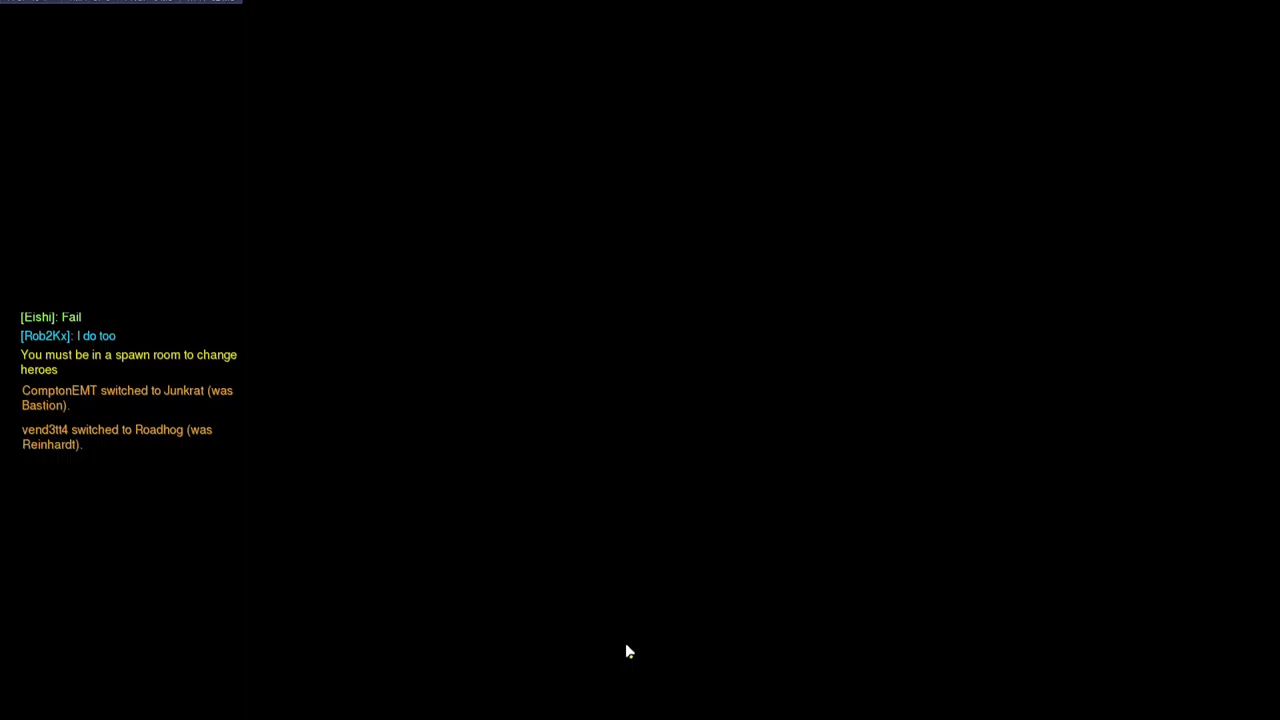 [Eishi]: Fail
[Rob2Kx]: I do too
You must be in a spawn room to change
heroes
ComptonEMT switched to Junkrat (was
Bastion).
vend3tt4 switched to Roadhog (was
Reinhardt).